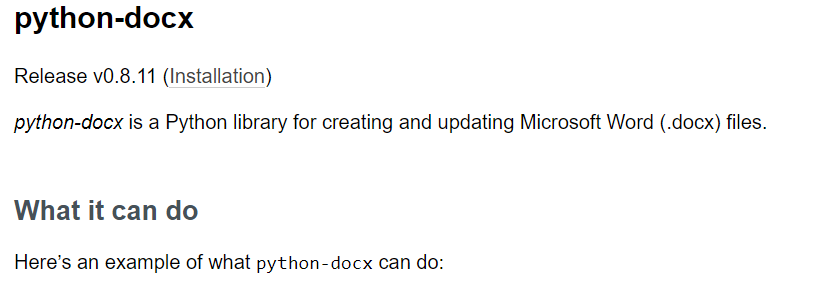 python-docx
Release v0.8.11 (Installation)
python-docx is a Python library for creating and updating Microsoft Word (.docx) files.
What it can do
Here’s an example of what python-docx can do: